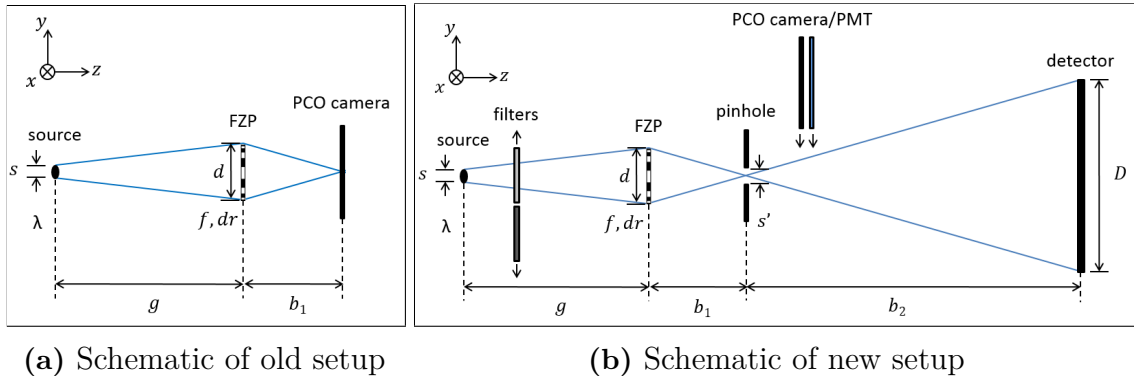 y
x
z
PCO camera
FZP
source
s
d
λ
f, dr
g
b₁
(a) Schematic of old setup
y
x
z
PCO camera/PMT
detector
filters
FZP
pinhole
source
s
d
D
λ
f, dr
s'
g
b₁
b₂
(b) Schematic of new setup